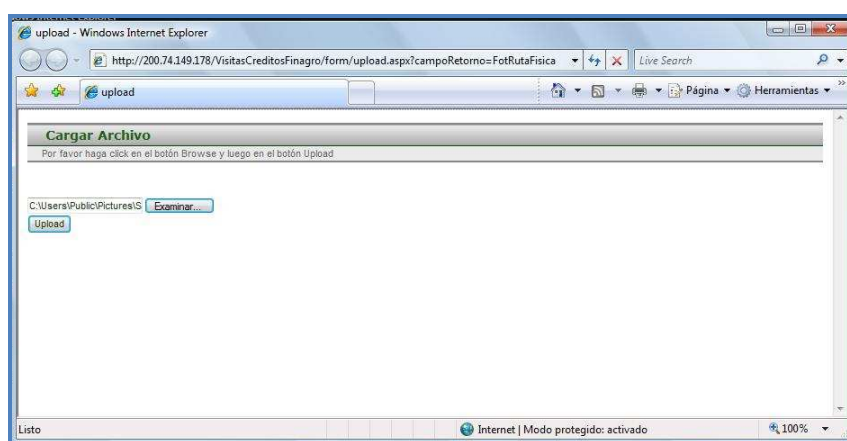 upload - Windows Internet Explorer
http://200.74.149.178/VisitasCreditosFinagro/form/upload.aspx?campoRetorno=FotRutaFisica
Live Search
upload
Página
Herramientas
Cargar Archivo
Por favor haga click en el botón Browse y luego en el botón Upload
C:\Users\Public\Pictures\S
Examinar...
Upload
Listo
Internet | Modo protegido: activado
100%